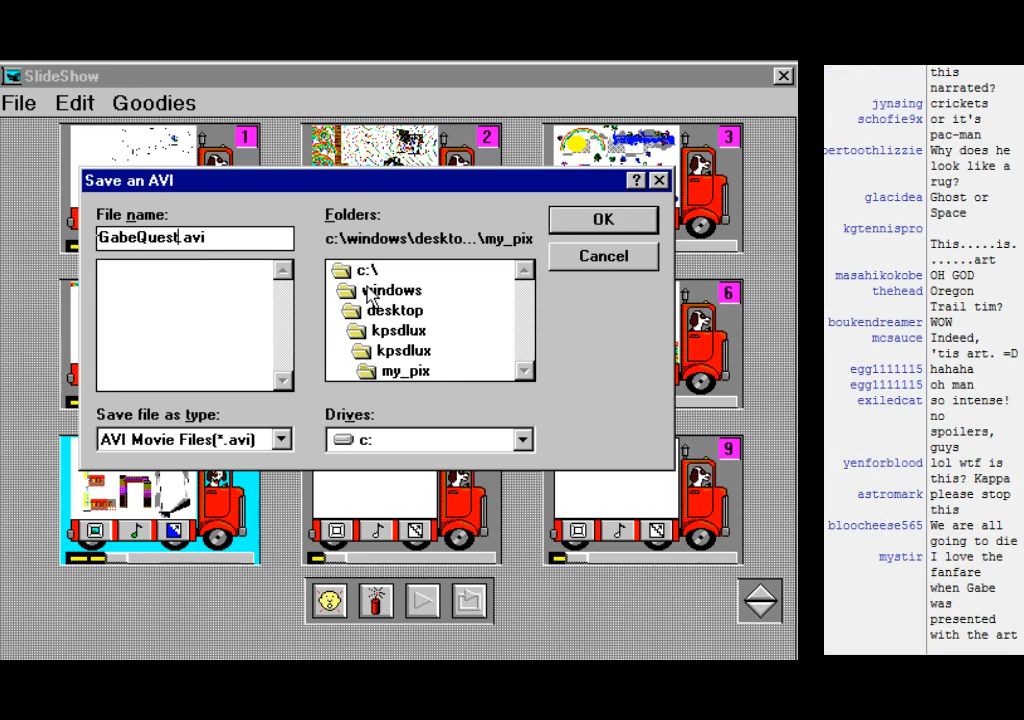 SlideShow
File Edit Goodies
1
2
3
Save an AVI
File name:
GabeQuest.avi
Folders:
c:\windows\deskto...\my_pix
c:\
windows
desktop
kpsdlux
kpsdlux
my_pix
OK
Cancel
Save file as type:
AVI Movie Files(*.avi)
Drives:
c:
6
9
this
narrated?
jynsing crickets
schofie9x or it's
pac-man
pertoothlizzie Why does he
look like a
rug?
glacidea Ghost or
Space
kgtennispro
This.....is.
......art
masahikokobe OH GOD
thehead Oregon
Trail tim?
boukendreamer WOW
mcsauce Indeed,
'tis art. =D
egg1111115 hahaha
egg1111115 oh man
exiledcat so intense!
no
spoilers,
guys
yenforblood lol wtf is
this? Kappa
astromark please stop
this
bloocheese565 We are all
going to die
mystir I love the
fanfare
when Gabe
was
presented
with the art